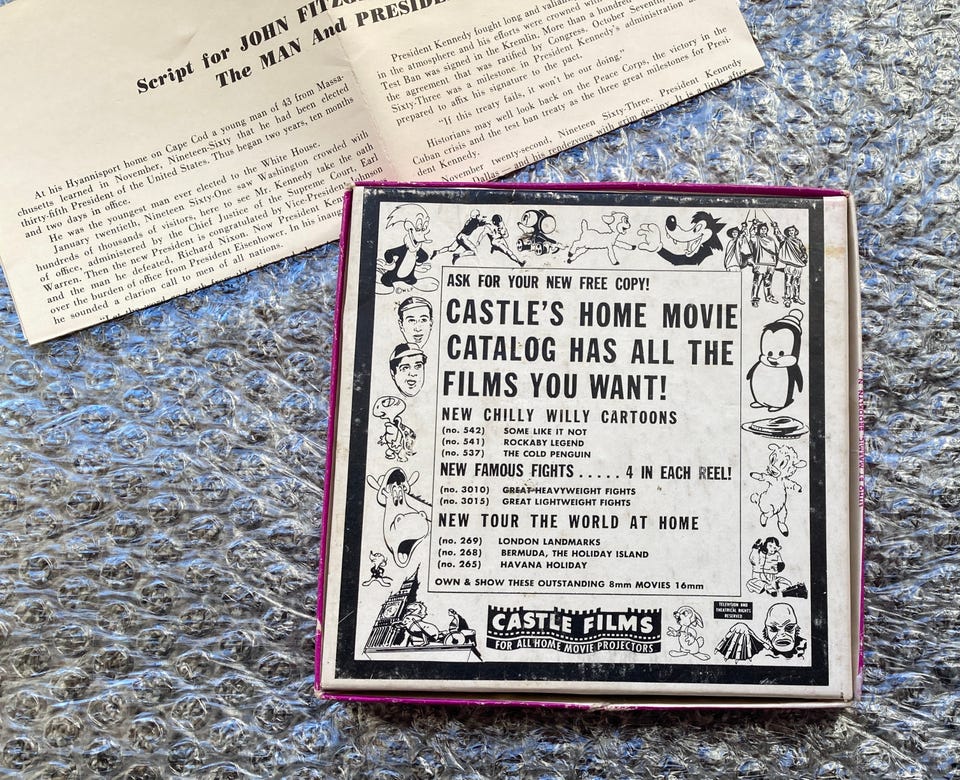 Script for JOHN
The MAN And
At his Hyannisport home on Cape Cod a young man of 43 from Massa-
chusetts learned in November, Nineteen-Sixty that he had been elected
thirty-fifth President of the United States. Thus began two years, ten months
and two days in office.
He was the youngest man ever elected to the White House.
January twentieth, Nineteen Sixty-One saw Washington crowded with
hundreds of thousands of visitors, here to see Mr. Kennedy take the oath
of office, administered by the Chief Justice of the Supreme Court, Earl
Warren. Then the new President is congratulated by Vice-President
and the man he defeated, Richard Nixon. Now, President Kennedy
over the burden of office from President Eisenhower. In his
he sounded a clarion call to men of all nations.
President Kennedy fought long and
in the atmosphere and his efforts were crowned with
Test Ban was signed in the Kremlin. More than a hundred
the agreement that was ratified by Congress. October Seventh
Sixty-Three was a milestone in President Kennedy's administration
prepared to affix his signature to the pact.
"If this treaty fails, it won't be our doing."
Historians may well look back on the Peace Corps, the victory in the
Cuban crisis and the test ban treaty as the three great milestones for Presi-
dent Kennedy.
November twenty-second, Nineteen Sixty-Three. President Kennedy
Dallas and his rendezvous with grim destiny. It is a
ASK FOR YOUR NEW FREE COPY!
CASTLE'S HOME MOVIE
CATALOG HAS ALL THE
FILMS YOU WANT!
NEW CHILLY WILLY CARTOONS
(no. 542) SOME LIKE IT NOT
(no. 541) ROCKABY LEGEND
(no. 537) THE COLD PENGUIN
NEW FAMOUS FIGHTS ..... 4 IN EACH REEL!
(no. 3010) GREAT HEAVYWEIGHT FIGHTS
(no. 3015) GREAT LIGHTWEIGHT FIGHTS
NEW TOUR THE WORLD AT HOME
(no. 269) LONDON LANDMARKS
(no. 268) BERMUDA, THE HOLIDAY ISLAND
(no. 265) HAVANA HOLIDAY
OWN & SHOW THESE OUTSTANDING 8mm MOVIES 16mm
CASTLE FILMS
FOR ALL HOME MOVIE PROJECTORS
TELEVISION AND
THEATRICAL RIGHTS
RESERVED